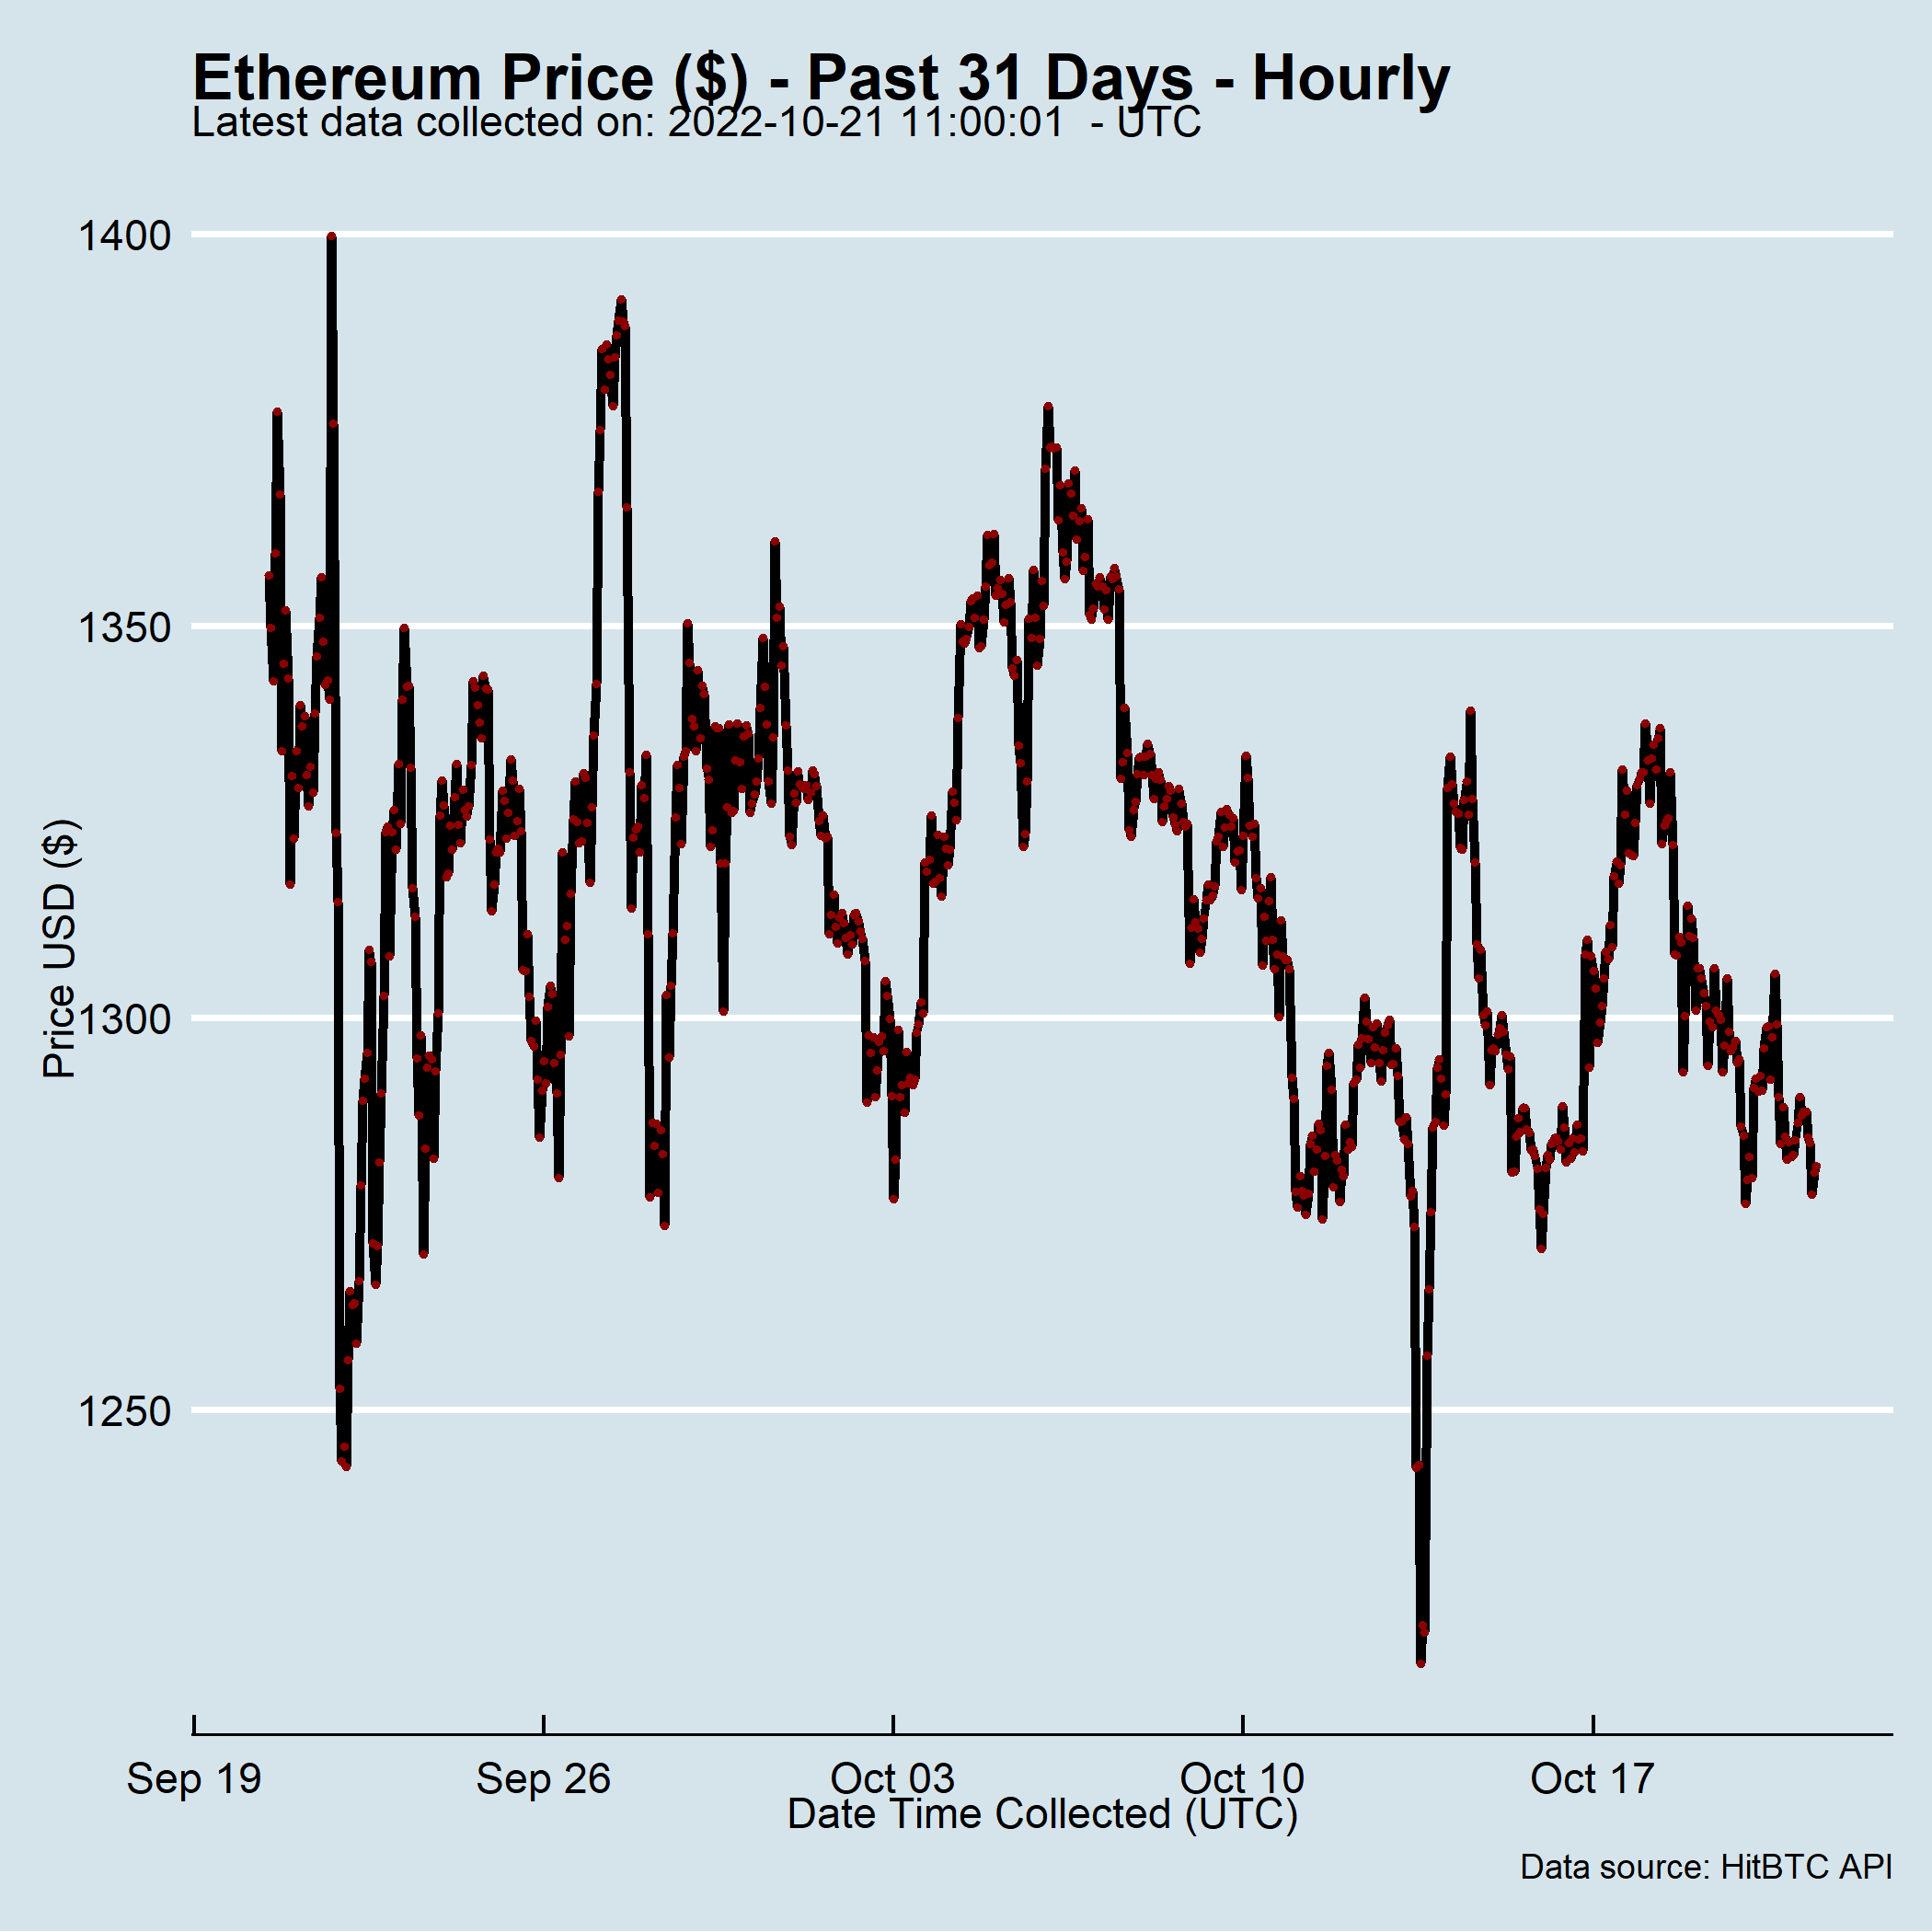 Ethereum Price ($) - Past 31 Days - Hourly
Latest data collected on: 2022-10-21 11:00:01  - UTC
1400
1350
1300
1250
Price USD ($)
Sep 19
Sep 26
Oct 03
Oct 10
Oct 17
Date Time Collected (UTC)
Data source: HitBTC API